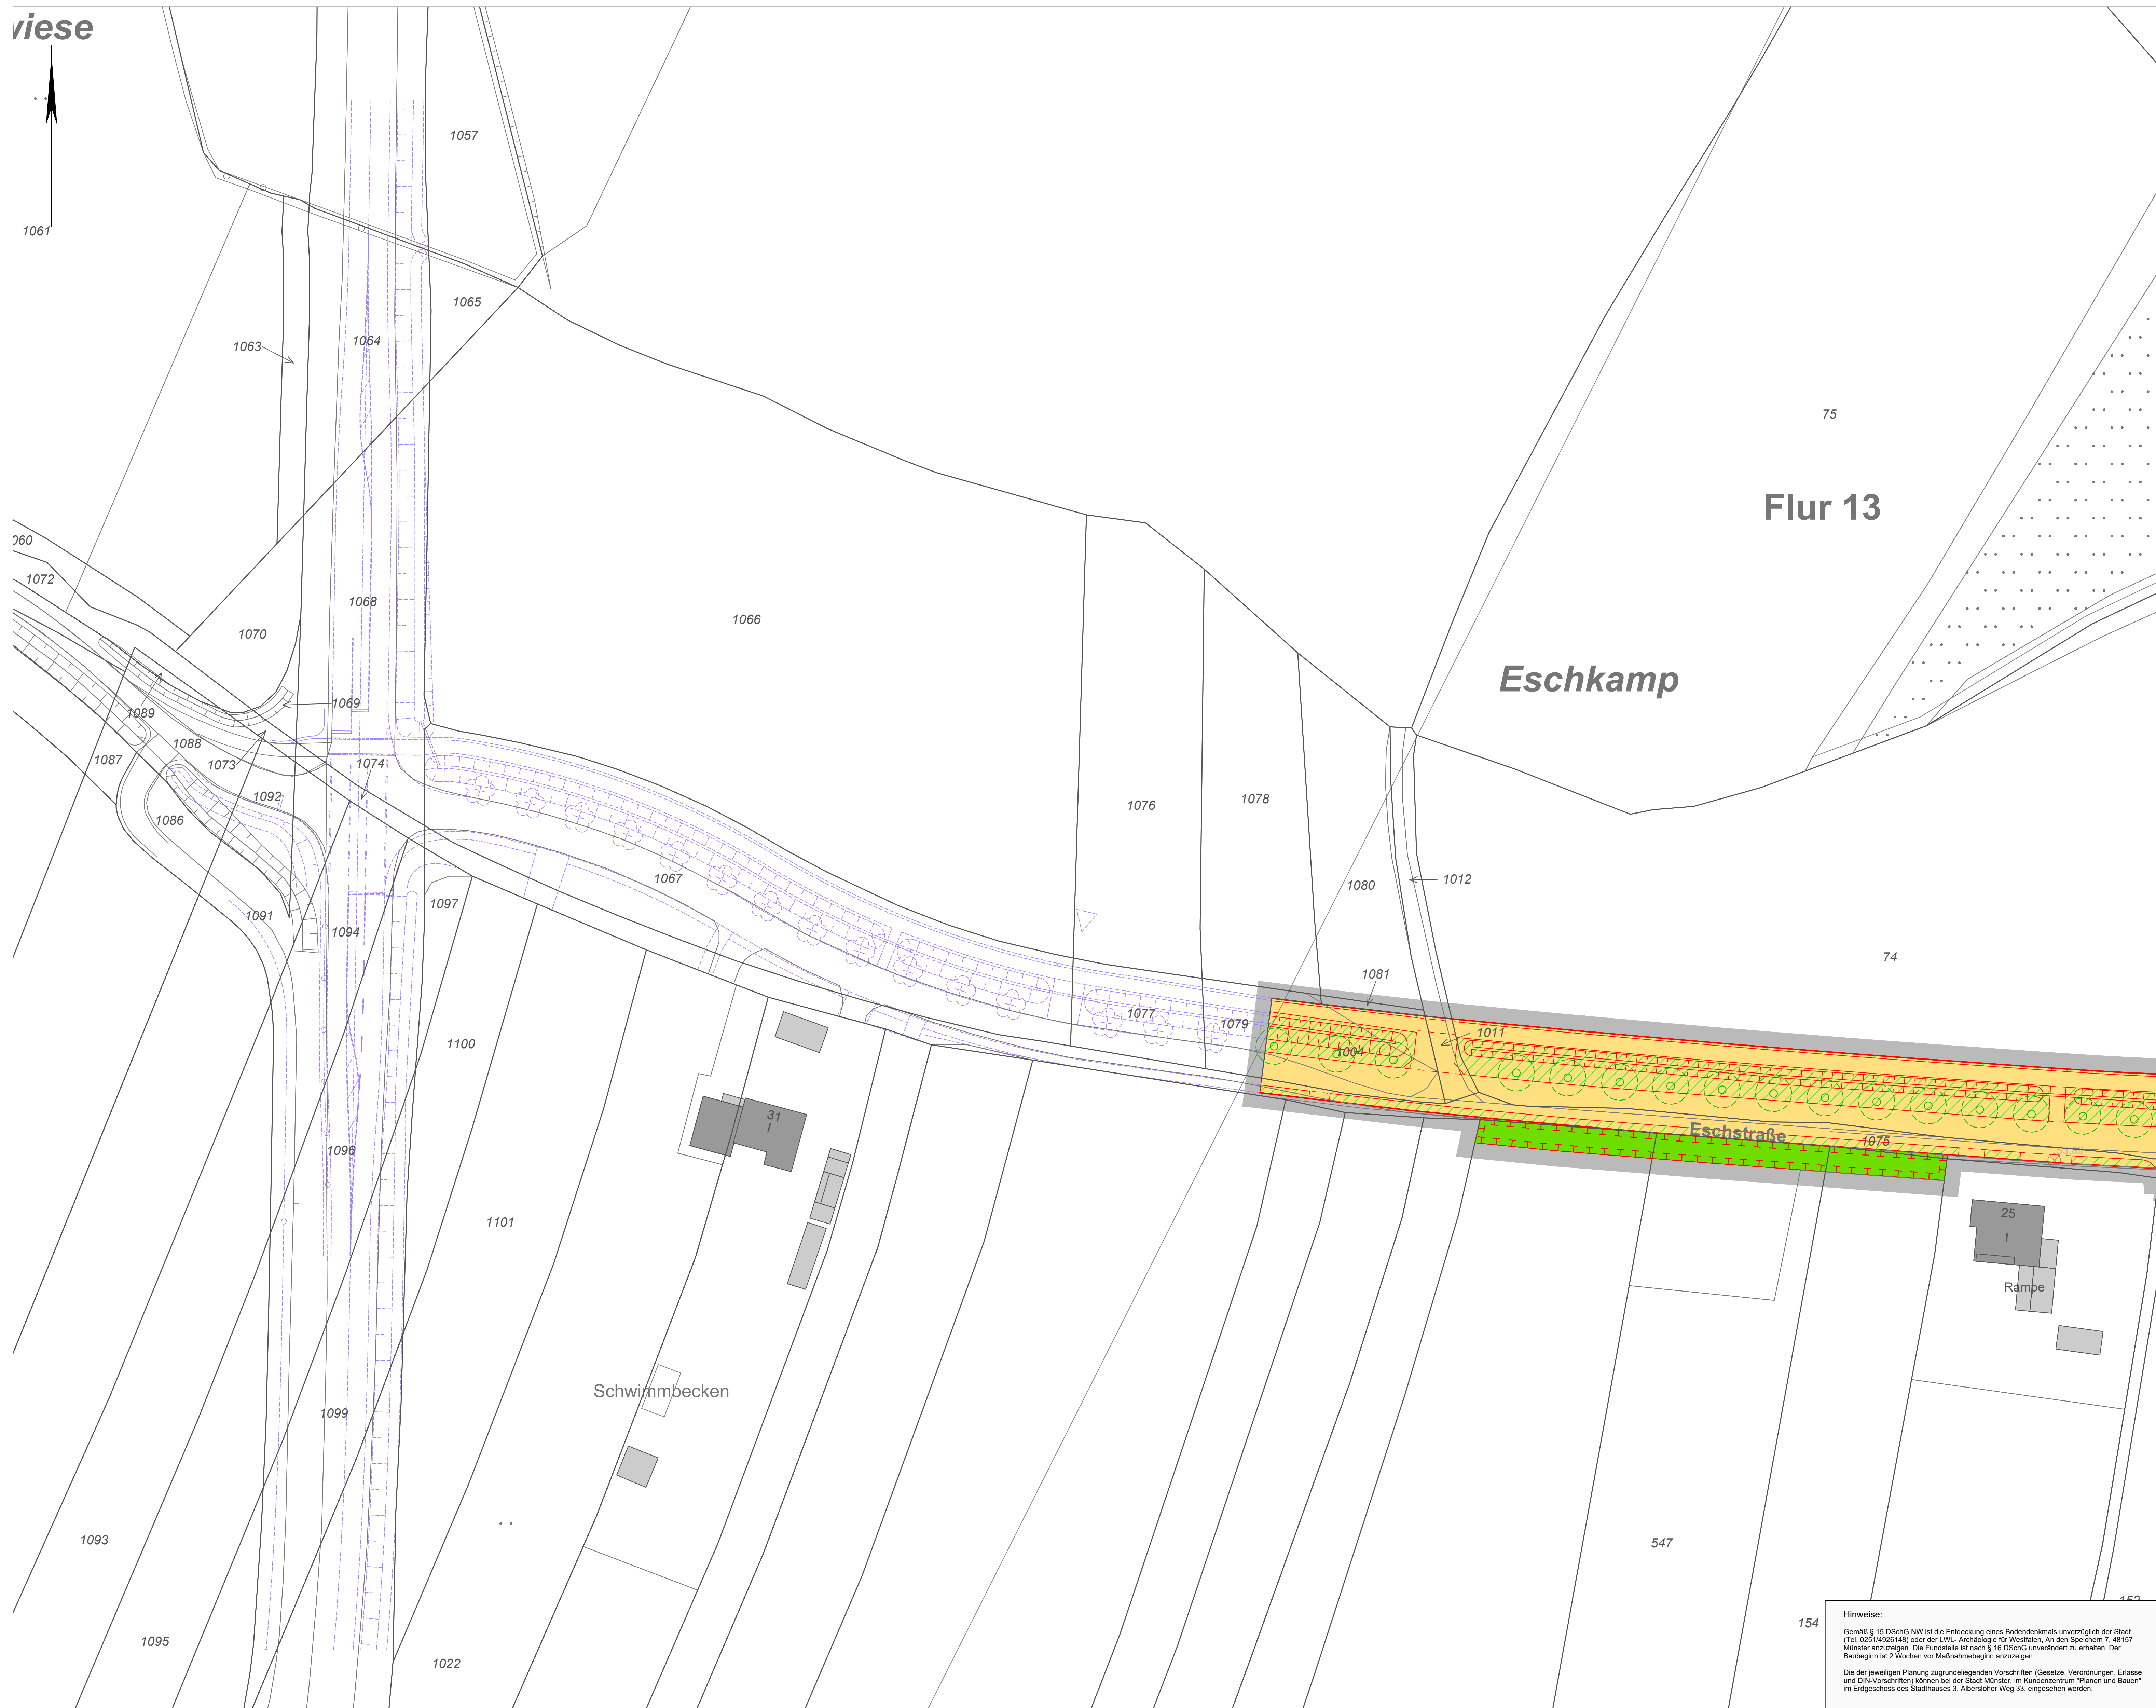 1057
1061
1065
1063
1064
75
Flur 13
1072
1068
1070
1066
Eschkamp
1069
1089
1088
1087
1073
1074
1092
1086
1076
1078
1067
1080
1012
1097
1091
1094
74
1081
1077
1079
1011
1004
1100
31
I
Eschstraße
1075
1096
1101
25
I
Rampe
Schwimmbecken
1099
1093
547
1095
154
1022
Hinweise:
Gemäß § 15 DSchG NW ist die Entdeckung eines Bodendenkmals unverzüglich der Stadt
(Tel. 0251/4926148) oder der LWL- Archäologie für Westfalen, An den Speichern 7, 48157
Münster anzuzeigen. Die Fundstelle ist nach § 16 DSchG unverändert zu erhalten. Der
Baubeginn ist 2 Wochen vor Maßnahmebeginn anzuzeigen.
Die der jeweiligen Planung zugrundeliegenden Vorschriften (Gesetze, Verordnungen, Erlasse
und DIN-Vorschriften) können bei der Stadt Münster, im Kundenzentrum "Planen und Bauen"
im Erdgeschoss des Stadthauses 3, Albersloher Weg 33, eingesehen werden.